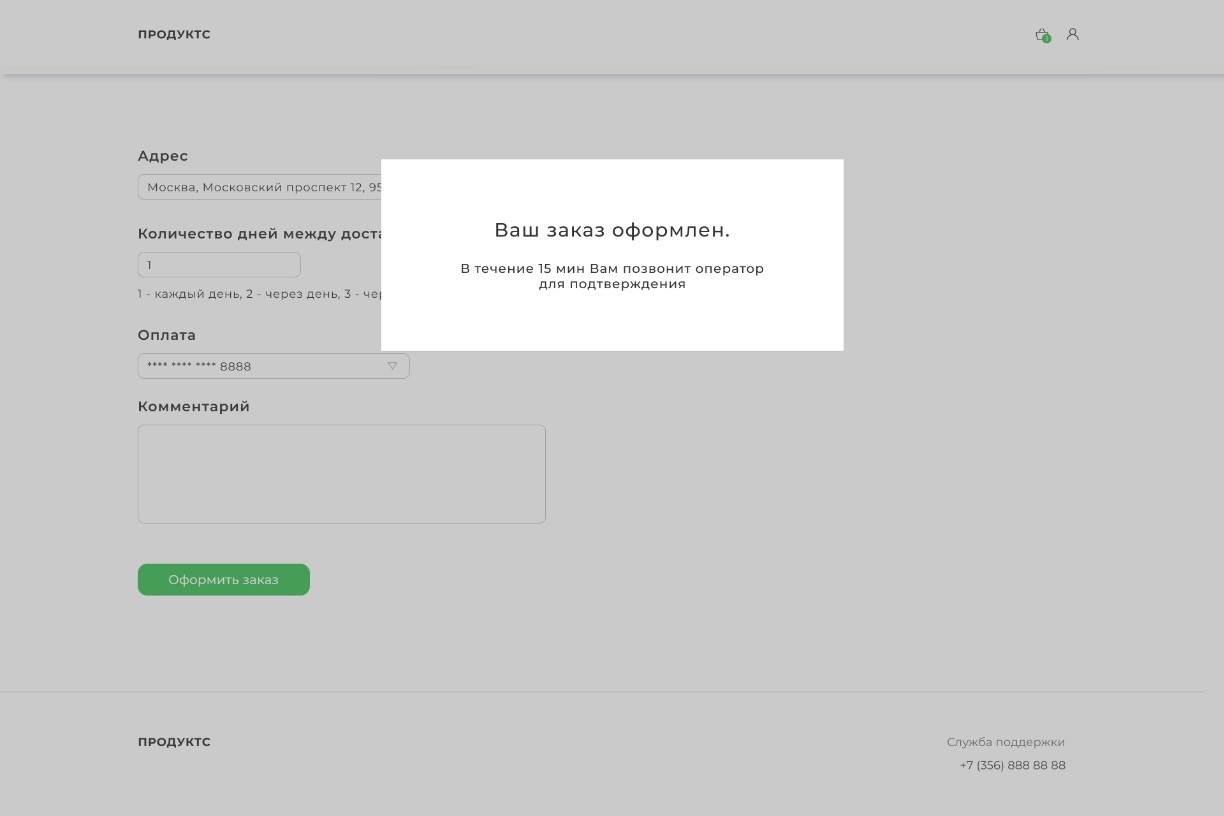 ПРОДУКТС
Адрес
Москва, Московский проспект 12, 95
Количество дней между
1
1 - каждый день, 2 - через день, 3 -
Оплата
**** **** **** 8888
Комментарий
Ваш заказ оформлен.
В течение 15 мин Вам позвонит оператор
для подтверждения
Оформить заказ
ПРОДУКТС
Служба поддержки
+7 (356) 888 88 88